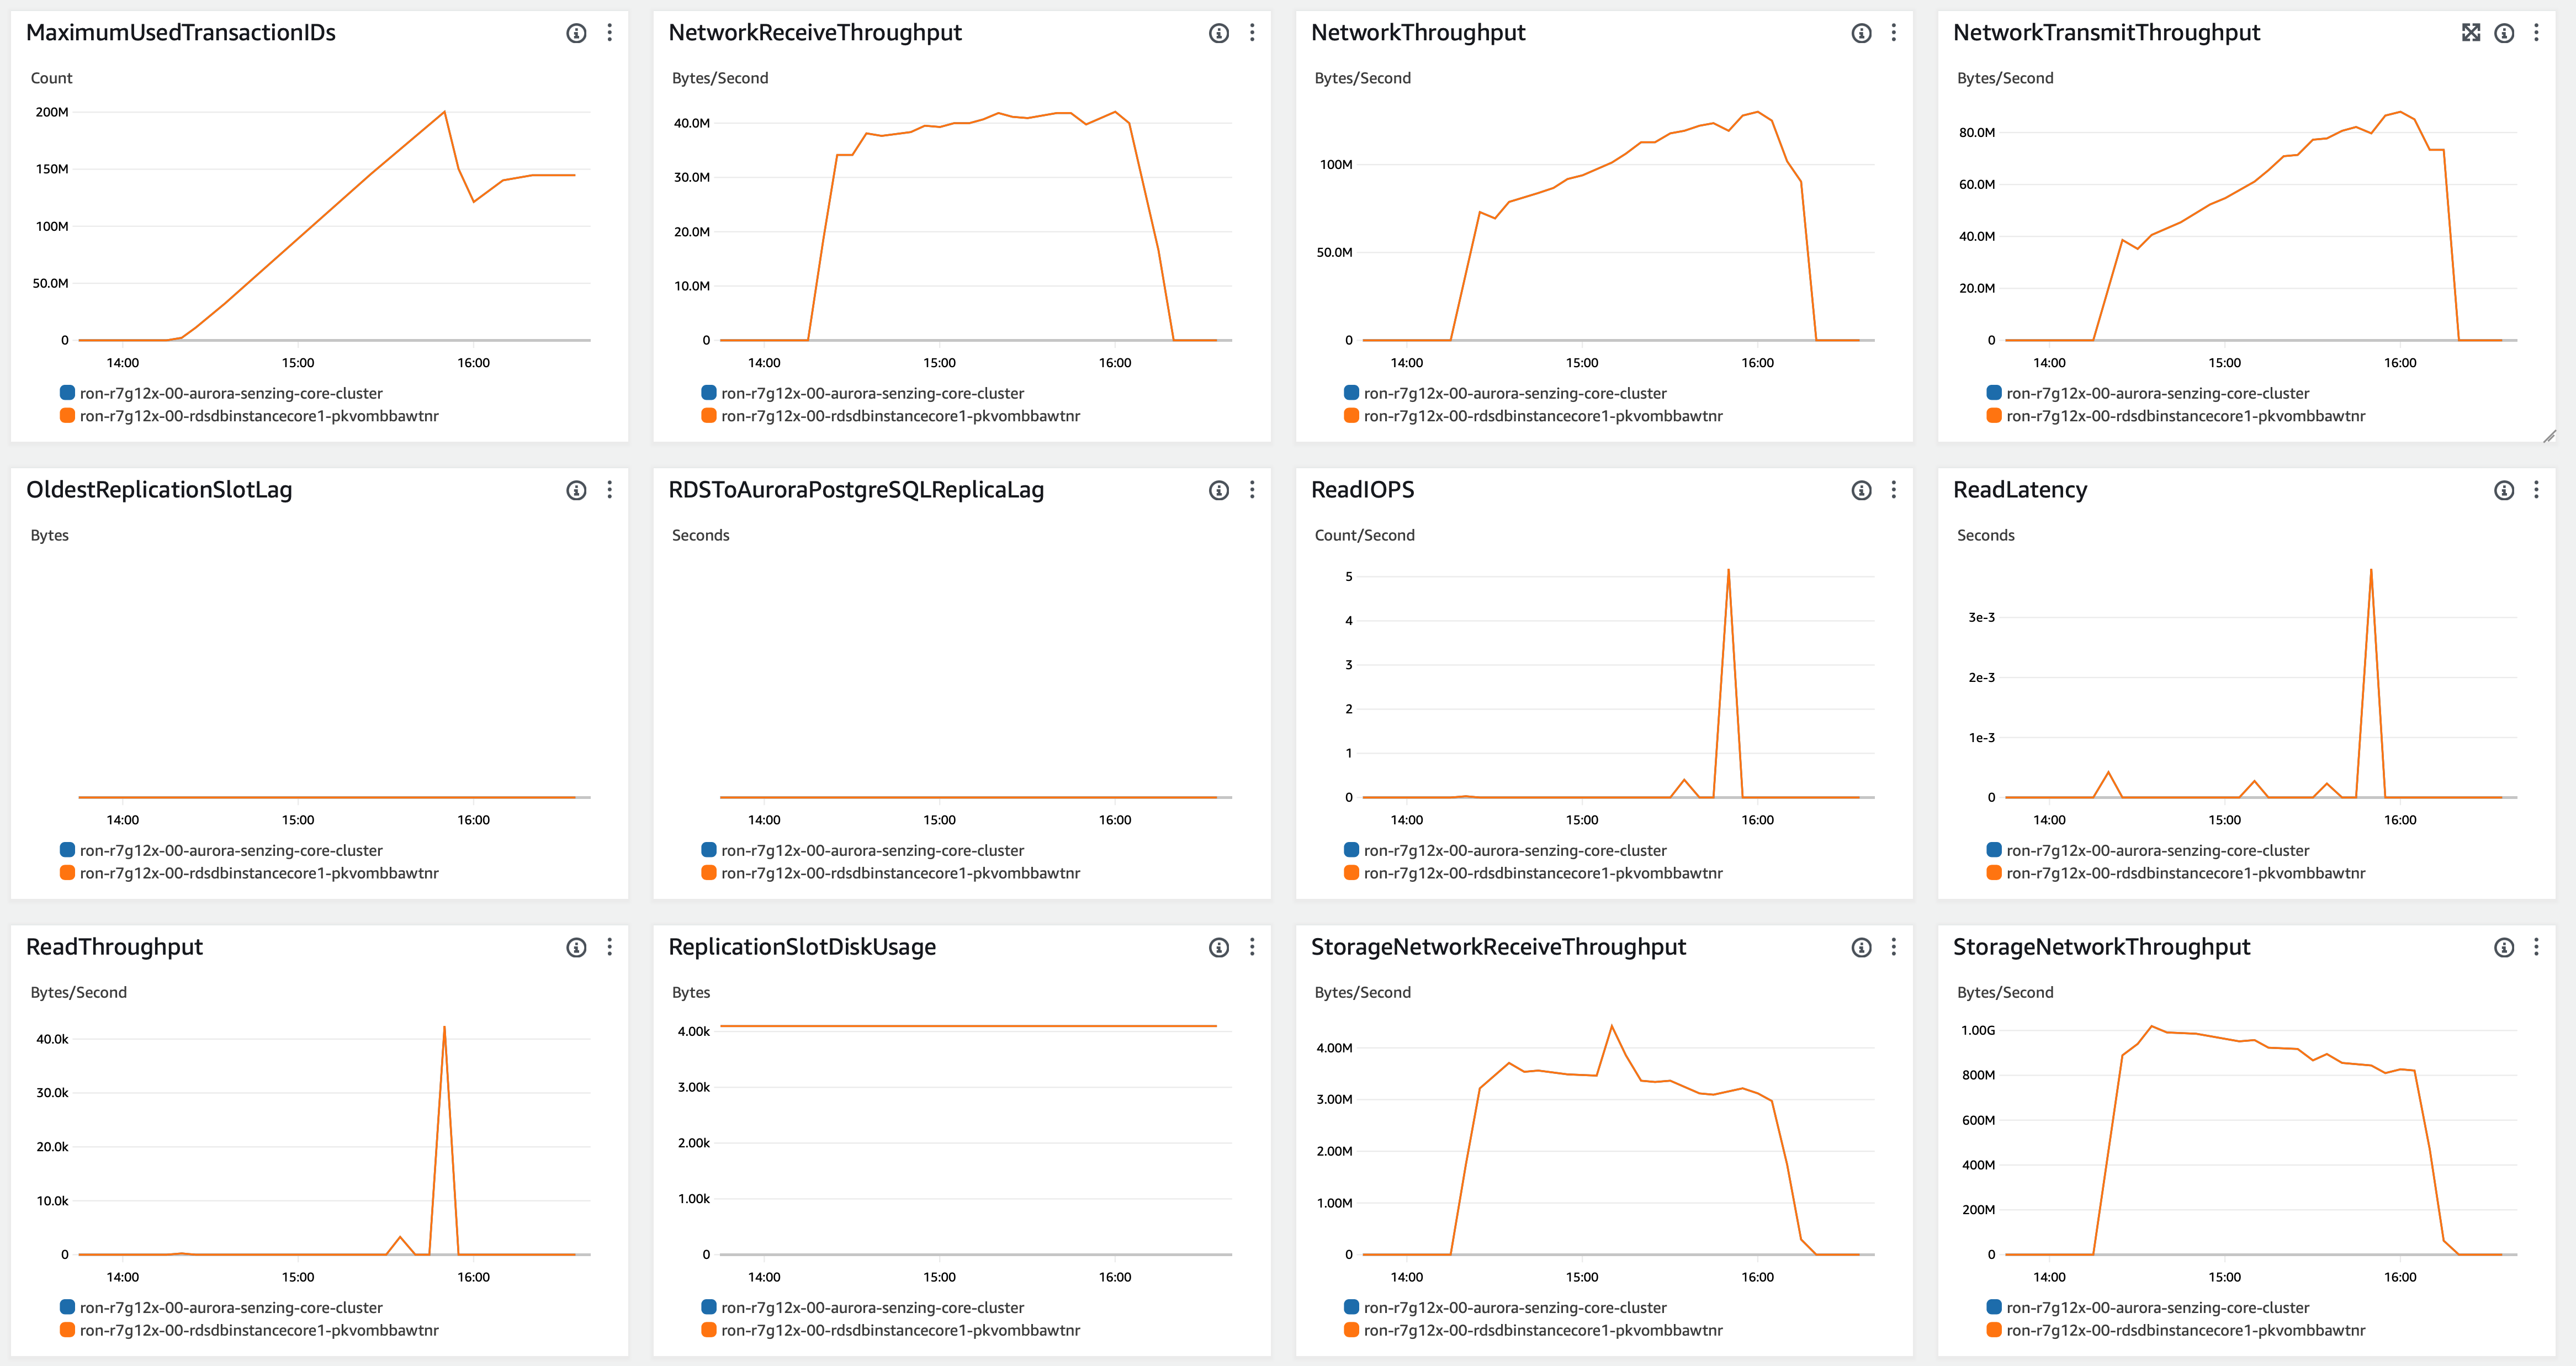 MaximumUsedTransactionIDs
Count
200M
150M
100M
50.0M
0
14:00 15:00 16:00
ron-r7g12x-00-aurora-senzing-core-cluster
ron-r7g12x-00-rdsdbinstancecore1-pkvombbawtnr
NetworkReceiveThroughput
Bytes/Second
40.0M
30.0M
20.0M
10.0M
0
14:00 15:00 16:00
ron-r7g12x-00-aurora-senzing-core-cluster
ron-r7g12x-00-rdsdbinstancecore1-pkvombbawtnr
NetworkThroughput
Bytes/Second
100M
50.0M
0
14:00 15:00 16:00
ron-r7g12x-00-aurora-senzing-core-cluster
ron-r7g12x-00-rdsdbinstancecore1-pkvombbawtnr
NetworkTransmitThroughput
Bytes/Second
80.0M
60.0M
40.0M
20.0M
0
14:00 15:00 16:00
ron-r7g12x-00-aurora-senzing-core-cluster
ron-r7g12x-00-rdsdbinstancecore1-pkvombbawtnr
OldestReplicationSlotLag
Bytes
14:00 15:00 16:00
ron-r7g12x-00-aurora-senzing-core-cluster
ron-r7g12x-00-rdsdbinstancecore1-pkvombbawtnr
RDSToAuroraPostgreSQLReplicaLag
Seconds
14:00 15:00 16:00
ron-r7g12x-00-aurora-senzing-core-cluster
ron-r7g12x-00-rdsdbinstancecore1-pkvombbawtnr
ReadIOPS
Count/Second
5
4
3
2
1
0
14:00 15:00 16:00
ron-r7g12x-00-aurora-senzing-core-cluster
ron-r7g12x-00-rdsdbinstancecore1-pkvombbawtnr
ReadLatency
Seconds
3e-3
2e-3
1e-3
0
14:00 15:00 16:00
ron-r7g12x-00-aurora-senzing-core-cluster
ron-r7g12x-00-rdsdbinstancecore1-pkvombbawtnr
ReadThroughput
Bytes/Second
40.0k
30.0k
20.0k
10.0k
0
14:00 15:00 16:00
ron-r7g12x-00-aurora-senzing-core-cluster
ron-r7g12x-00-rdsdbinstancecore1-pkvombbawtnr
ReplicationSlotDiskUsage
Bytes
4.00k
3.00k
2.00k
1.00k
0
14:00 15:00 16:00
ron-r7g12x-00-aurora-senzing-core-cluster
ron-r7g12x-00-rdsdbinstancecore1-pkvombbawtnr
StorageNetworkReceiveThroughput
Bytes/Second
4.00M
3.00M
2.00M
1.00M
0
14:00 15:00 16:00
ron-r7g12x-00-aurora-senzing-core-cluster
ron-r7g12x-00-rdsdbinstancecore1-pkvombbawtnr
StorageNetworkThroughput
Bytes/Second
1.00G
800M
600M
400M
200M
0
14:00 15:00 16:00
ron-r7g12x-00-aurora-senzing-core-cluster
ron-r7g12x-00-rdsdbinstancecore1-pkvombbawtnr